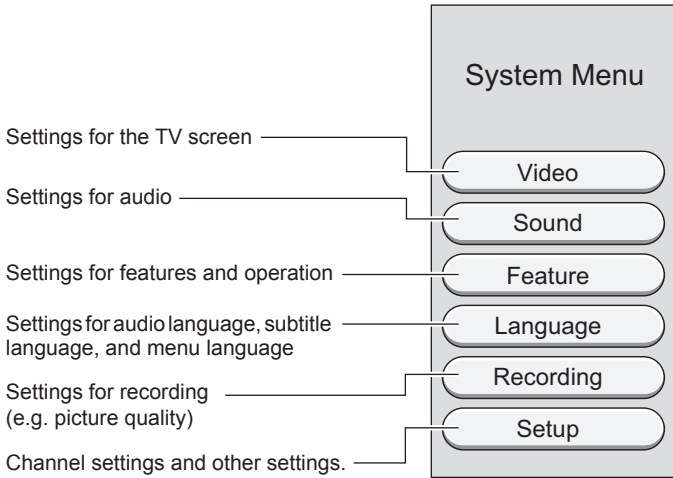 System Menu
Settings for the TV screen
Video
Settings for audio
Sound
Settings for features and operation
Feature
Settings for audio language, subtitle
language, and menu language
Language
Settings for recording
(e.g. picture quality)
Recording
Channel settings and other settings.
Setup